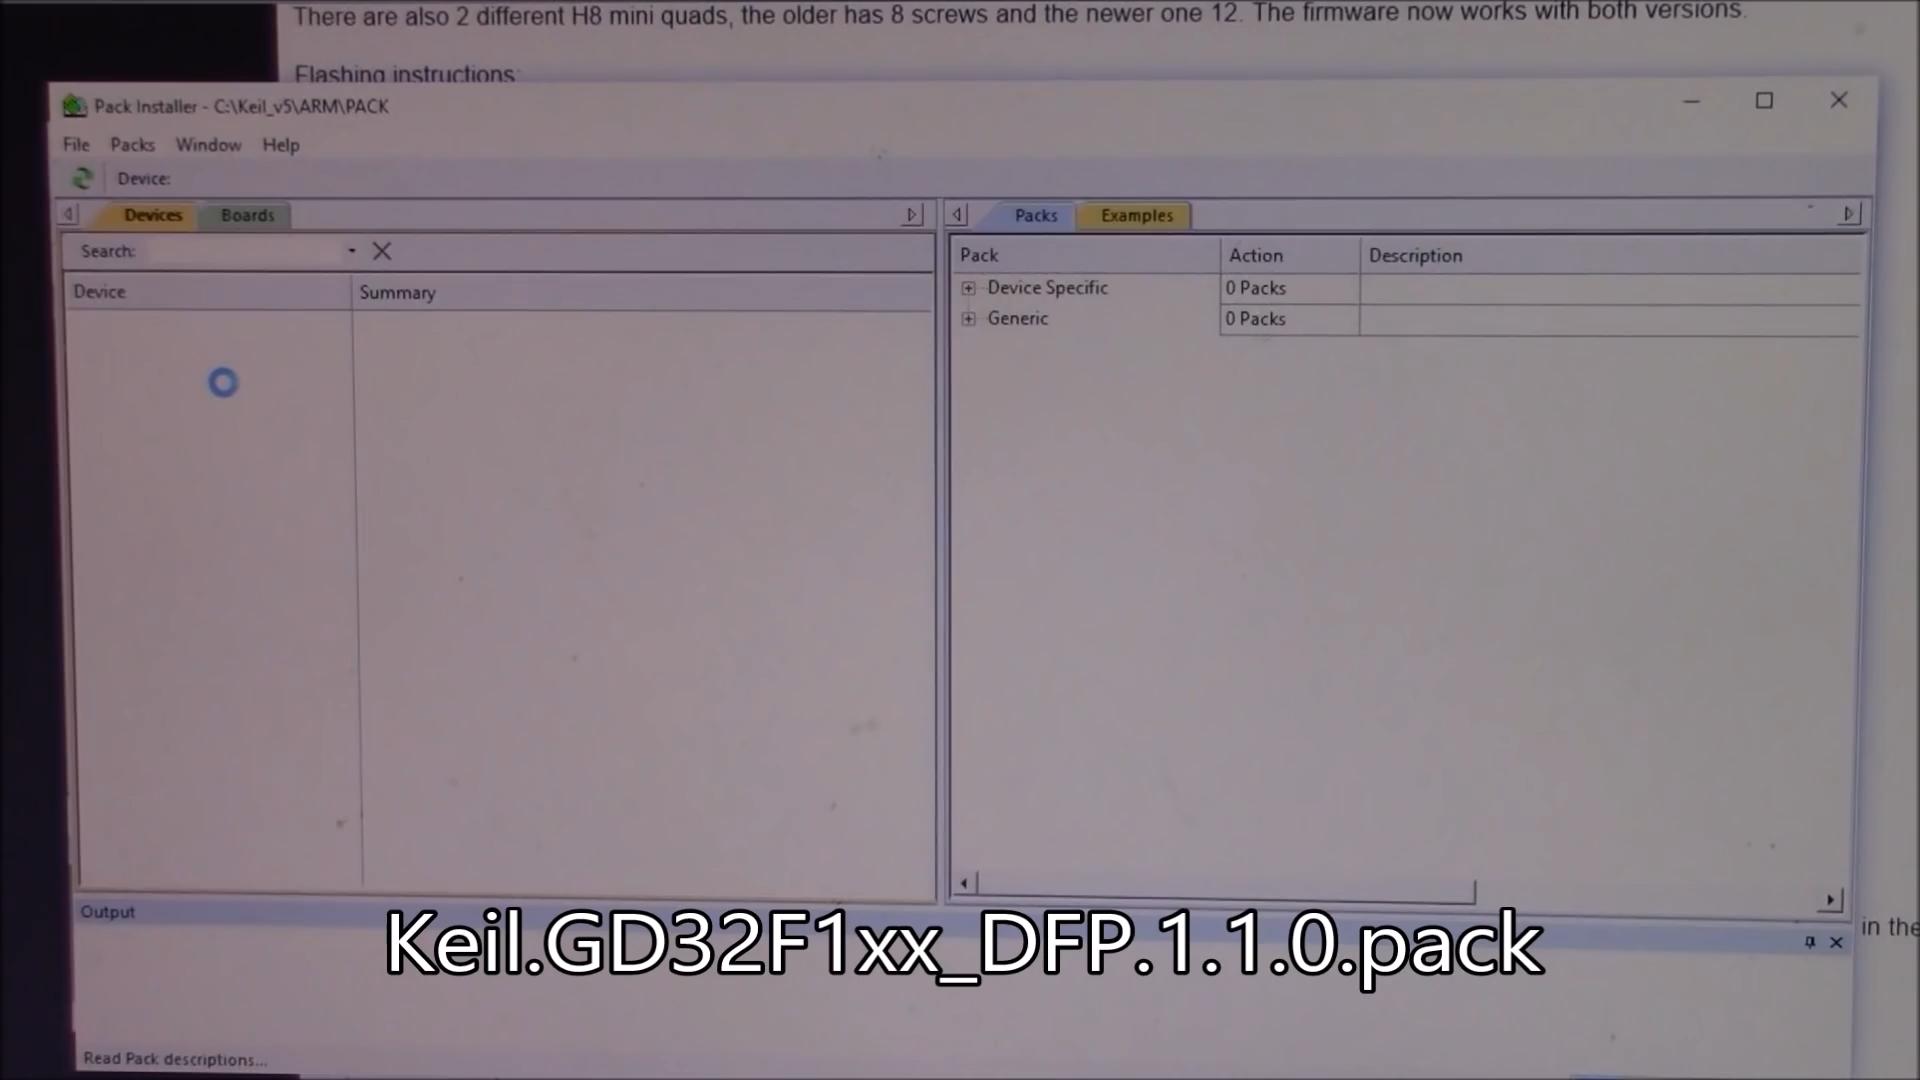 There are also 2 different H8 mini quads, the older has 8 screws and the newer one 12. The firmware now works with both versions.
Flashing instructions:
Pack Installer - C:\Keil_v5\ARM\PACK
File Packs Window Help
Device:
Devices Boards
Packs Examples
Search:
Pack Action Description
Device Summary
Device Specific 0 Packs
Generic 0 Packs
Output
in the
Keil.GD32F1xx_DFP.1.1.0.pack
Read Pack descriptions...